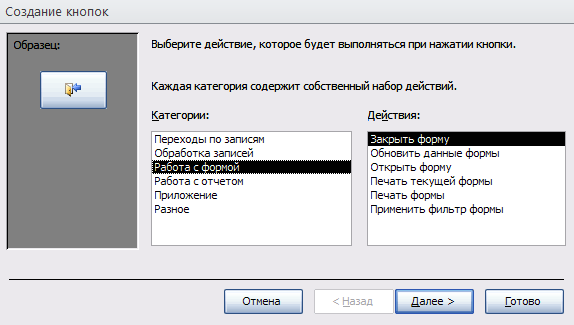 Создание кнопок
Образец:
Выберите действие, которое будет выполняться при нажатии кнопки.
Каждая категория содержит собственный набор действий.
Категории:
Переходы по записям
Обработка записей
Работа с формой
Работа с отчетом
Приложение
Разное
Действия:
Закрыть форму
Обновить данные формы
Открыть форму
Печать текущей формы
Печать формы
Применить фильтр формы
Отмена
< Назад
Далее >
Готово